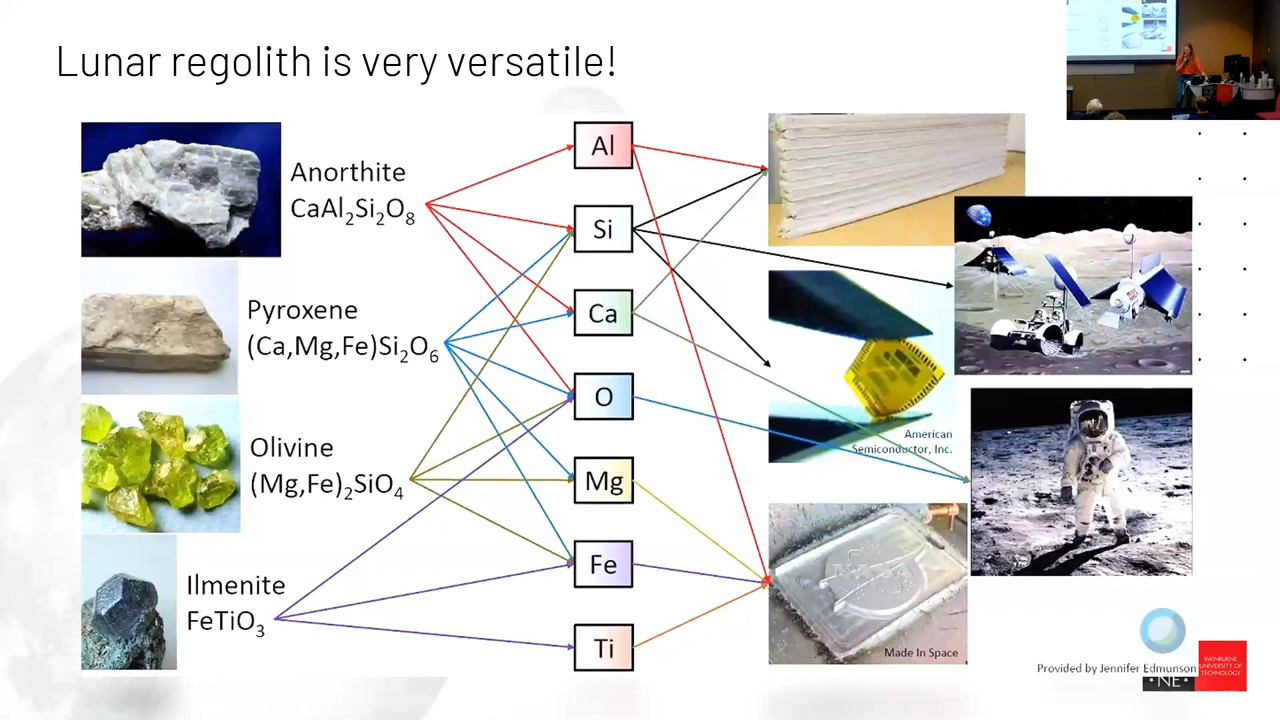 Lunar regolith is very versatile!
Anorthite
CaAl₂Si₂O₈
Pyroxene
(Ca,Mg,Fe)Si₂O₆
Olivine
(Mg,Fe)₂SiO₄
Ilmenite
FeTiO₃
Al
Si
Ca
O
Mg
Fe
Ti
American
Semiconductor, Inc.
Made In Space
Provided by Jennifer Edmunson
NE
SWINBURNE
UNIVERSITY OF
TECHNOLOGY